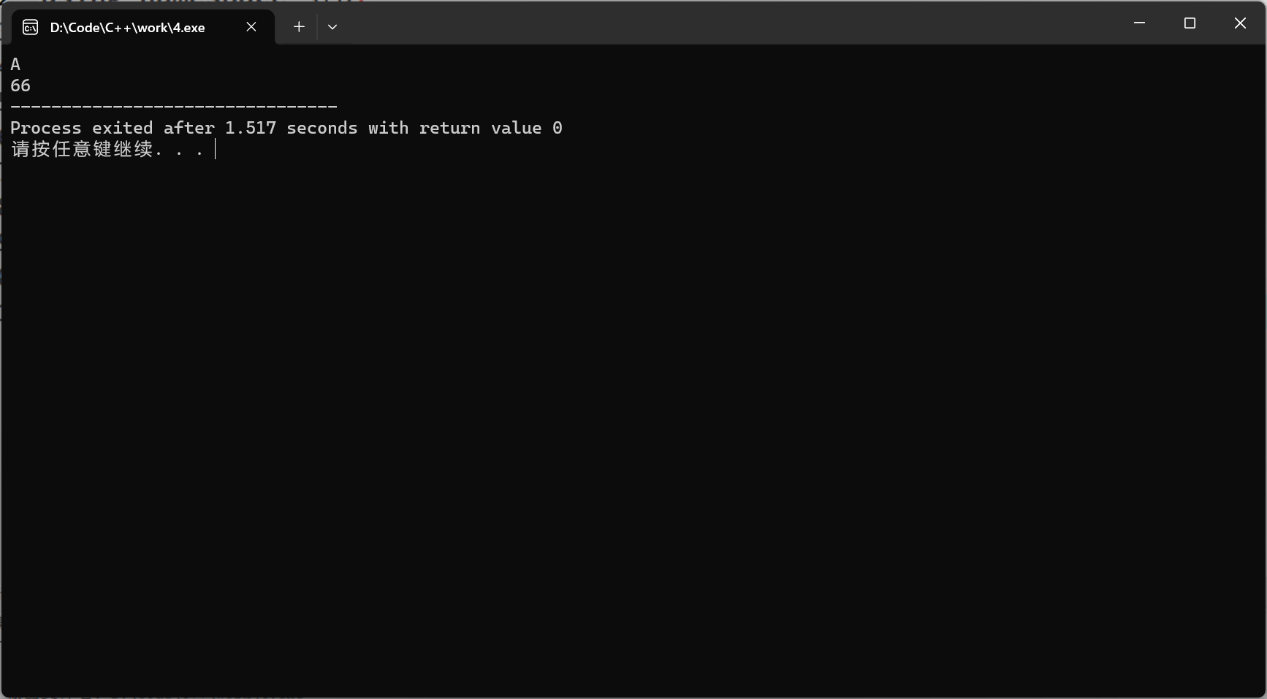 D:\Code\C++\work\4.exe
A
66
--------------------------------
Process exited after 1.517 seconds with return value 0
请按任意键继续. . .